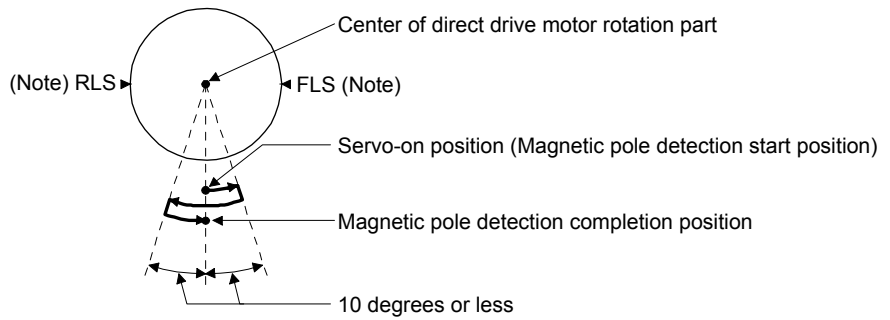 Center of direct drive motor rotation part
(Note) RLS
FLS (Note)
Servo-on position (Magnetic pole detection start position)
Magnetic pole detection completion position
10 degrees or less